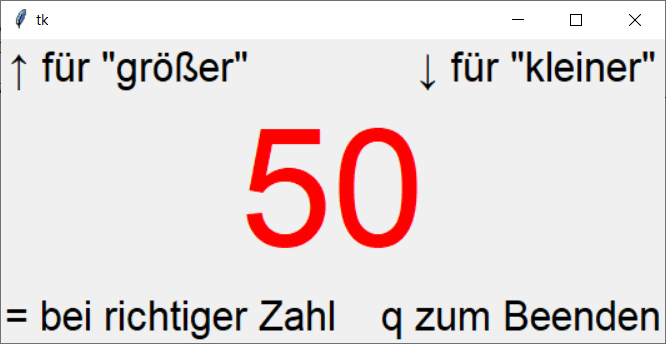 tk
↑ für "größer" ↓ für "kleiner"
50
= bei richtiger Zahl q zum Beenden